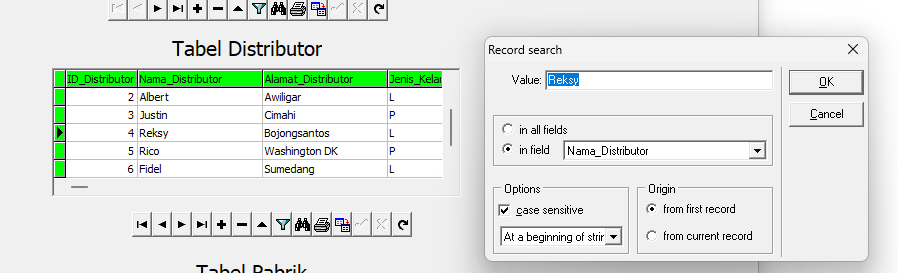 Tabel Distributor
ID_Distributor Nama_Distributor Alamat_Distributor Jenis_Kelar
2 Albert Awiligar L
3 Justin Cimahi P
4 Reksy Bojongsantos L
5 Rico Washington DK P
6 Fidel Sumedang L
Tabel Pabrik
Record search
Value: Reksy
OK
Cancel
in all fields
in field Nama_Distributor
Options
case sensitive
At a beginning of strin
Origin
from first record
from current record